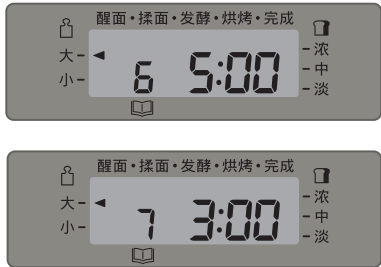 醒面•揉面•发酵•烘烤•完成
大-
小-
6 5:00
-浓
-中
-淡
醒面•揉面•发酵•烘烤•完成
大-
小-
7 3:00
-浓
-中
-淡